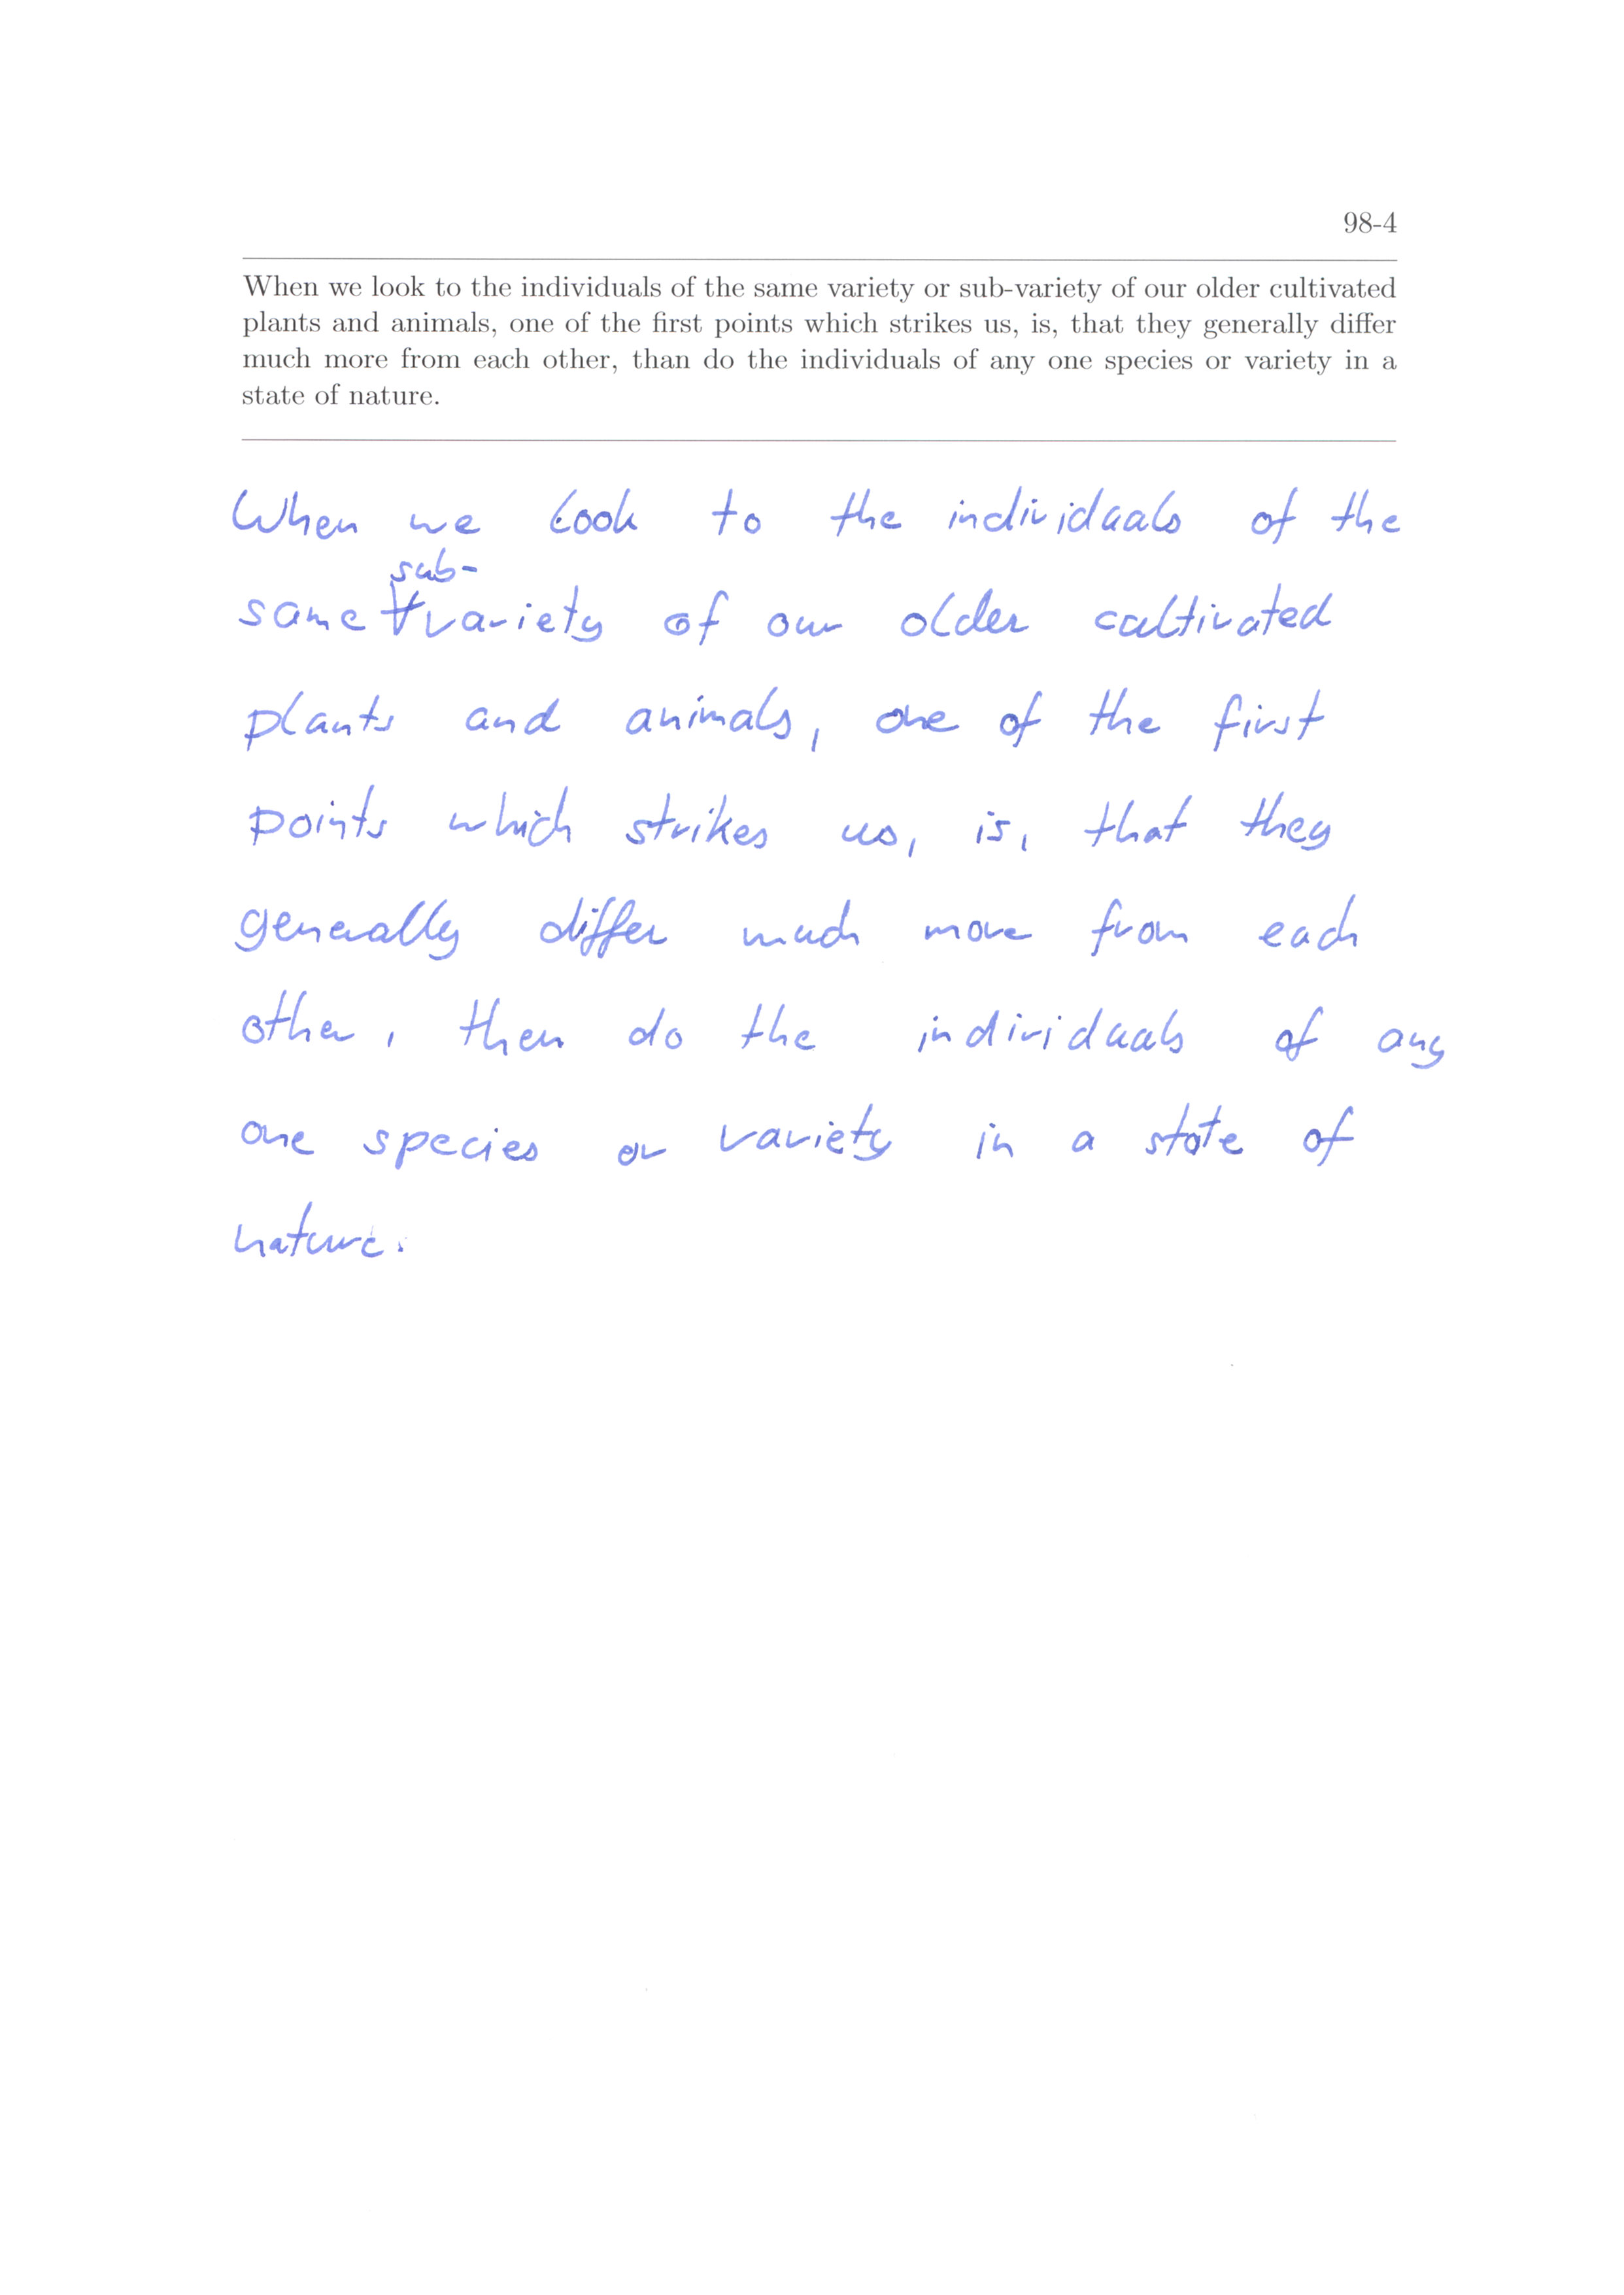 98-4
When we look to the individuals of the same variety or sub-variety of our older cultivated
plants and animals, one of the first points which strikes us, is, that they generally differ
much more from each other, than do the individuals of any one species or variety in a
state of nature.
When we look to the individuals of the
sub-
same variety of our older cultivated
plants and animals, one of the first
points which strikes us, is, that they
generally differ much more from each
other, then do the individuals of any
one species or variety in a state of
nature.